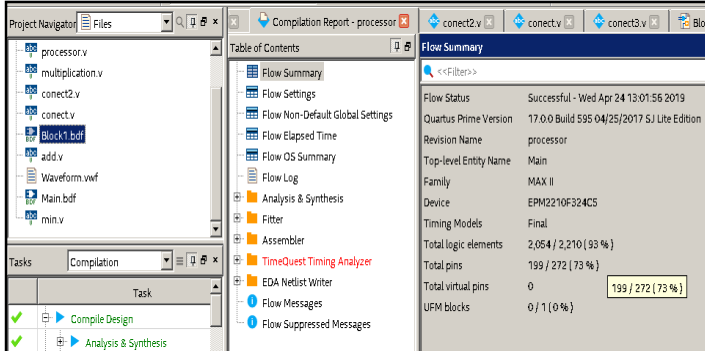 Project Navigator Files
processor.v
multiplication.v
conect2.v
conect.v
Block1.bdf
add.v
Waveform.vwf
Main.bdf
min.v
Tasks Compilation
Task
Compile Design
Analysis & Synthesis
Compilation Report - processor
conect2.v
conect.v
conect3.v
Blo
Table of Contents
Flow Summary
Flow Settings
Flow Non-Default Global Settings
Flow Elapsed Time
Flow OS Summary
Flow Log
Analysis & Synthesis
Fitter
Assembler
TimeQuest Timing Analyzer
EDA Netlist Writer
Flow Messages
Flow Suppressed Messages
Flow Summary
<<Filter>>
Flow Status Successful - Wed Apr 24 13:01:56 2019
Quartus Prime Version 17.0.0 Build 595 04/25/2017 SJ Lite Edition
Revision Name processor
Top-level Entity Name Main
Family MAX II
Device EPM2210F324C5
Timing Models Final
Total logic elements 2,054 / 2,210 ( 93 % )
Total pins 199 / 272 ( 73 % )
Total virtual pins 0
199 / 272 ( 73 % )
UFM blocks 0 / 1 ( 0 % )